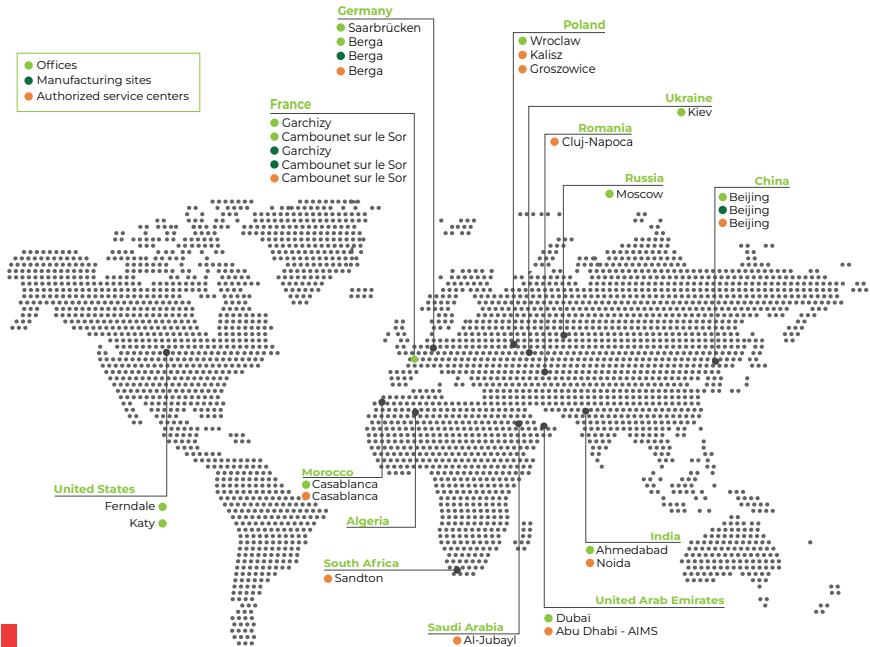 Offices
Manufacturing sites
Authorized service centers
Germany
Saarbrücken
Berga
Berga
Berga
France
Garchizy
Cambounet sur le Sor
Garchizy
Cambounet sur le Sor
Cambounet sur le Sor
Poland
Wroclaw
Kalisz
Groszowice
Ukraine
Kiev
Romania
Cluj-Napoca
Russia
Moscow
China
Beijing
Beijing
Beijing
United States
Ferndale
Katy
Morocco
Casablanca
Casablanca
Algeria
South Africa
Sandton
Saudi Arabia
Al-Jubayl
India
Ahmedabad
Noida
United Arab Emirates
Dubaï
Abu Dhabi - AIMS